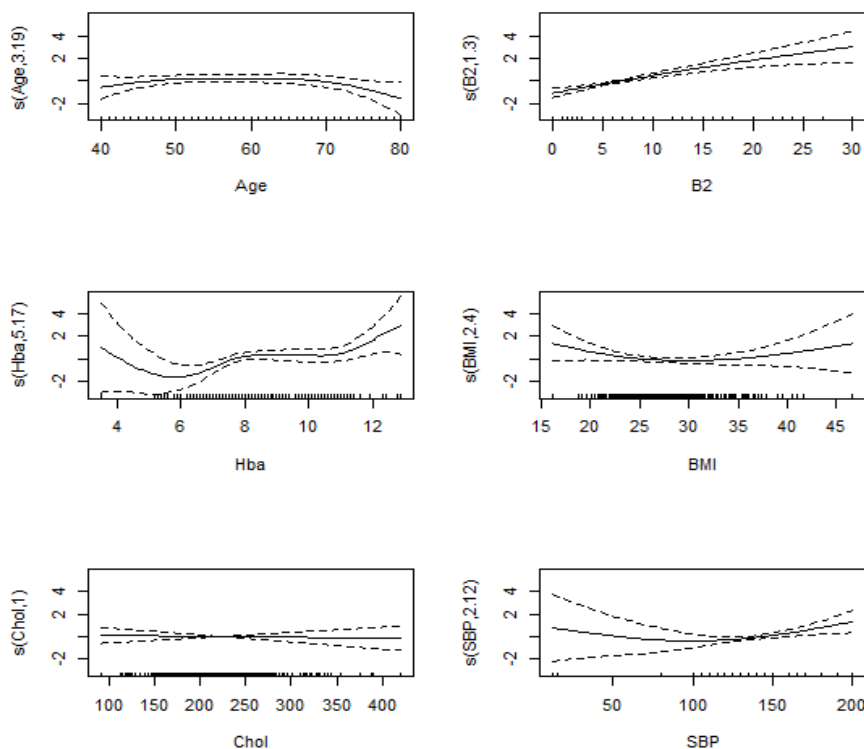 s(Age,3.19)
4
2
-2
40 50 60 70 80
Age
s(B2,1.3)
4
2
-2
0 5 10 15 20 25 30
B2
s(Hba,5.17)
4
2
-2
4 6 8 10 12
Hba
s(BMI,2.4)
4
2
-2
15 20 25 30 35 40 45
BMI
s(Chol,1)
4
2
-2
100 150 200 250 300 350 400
Chol
s(SBP,2.12)
4
2
-2
50 100 150 200
SBP